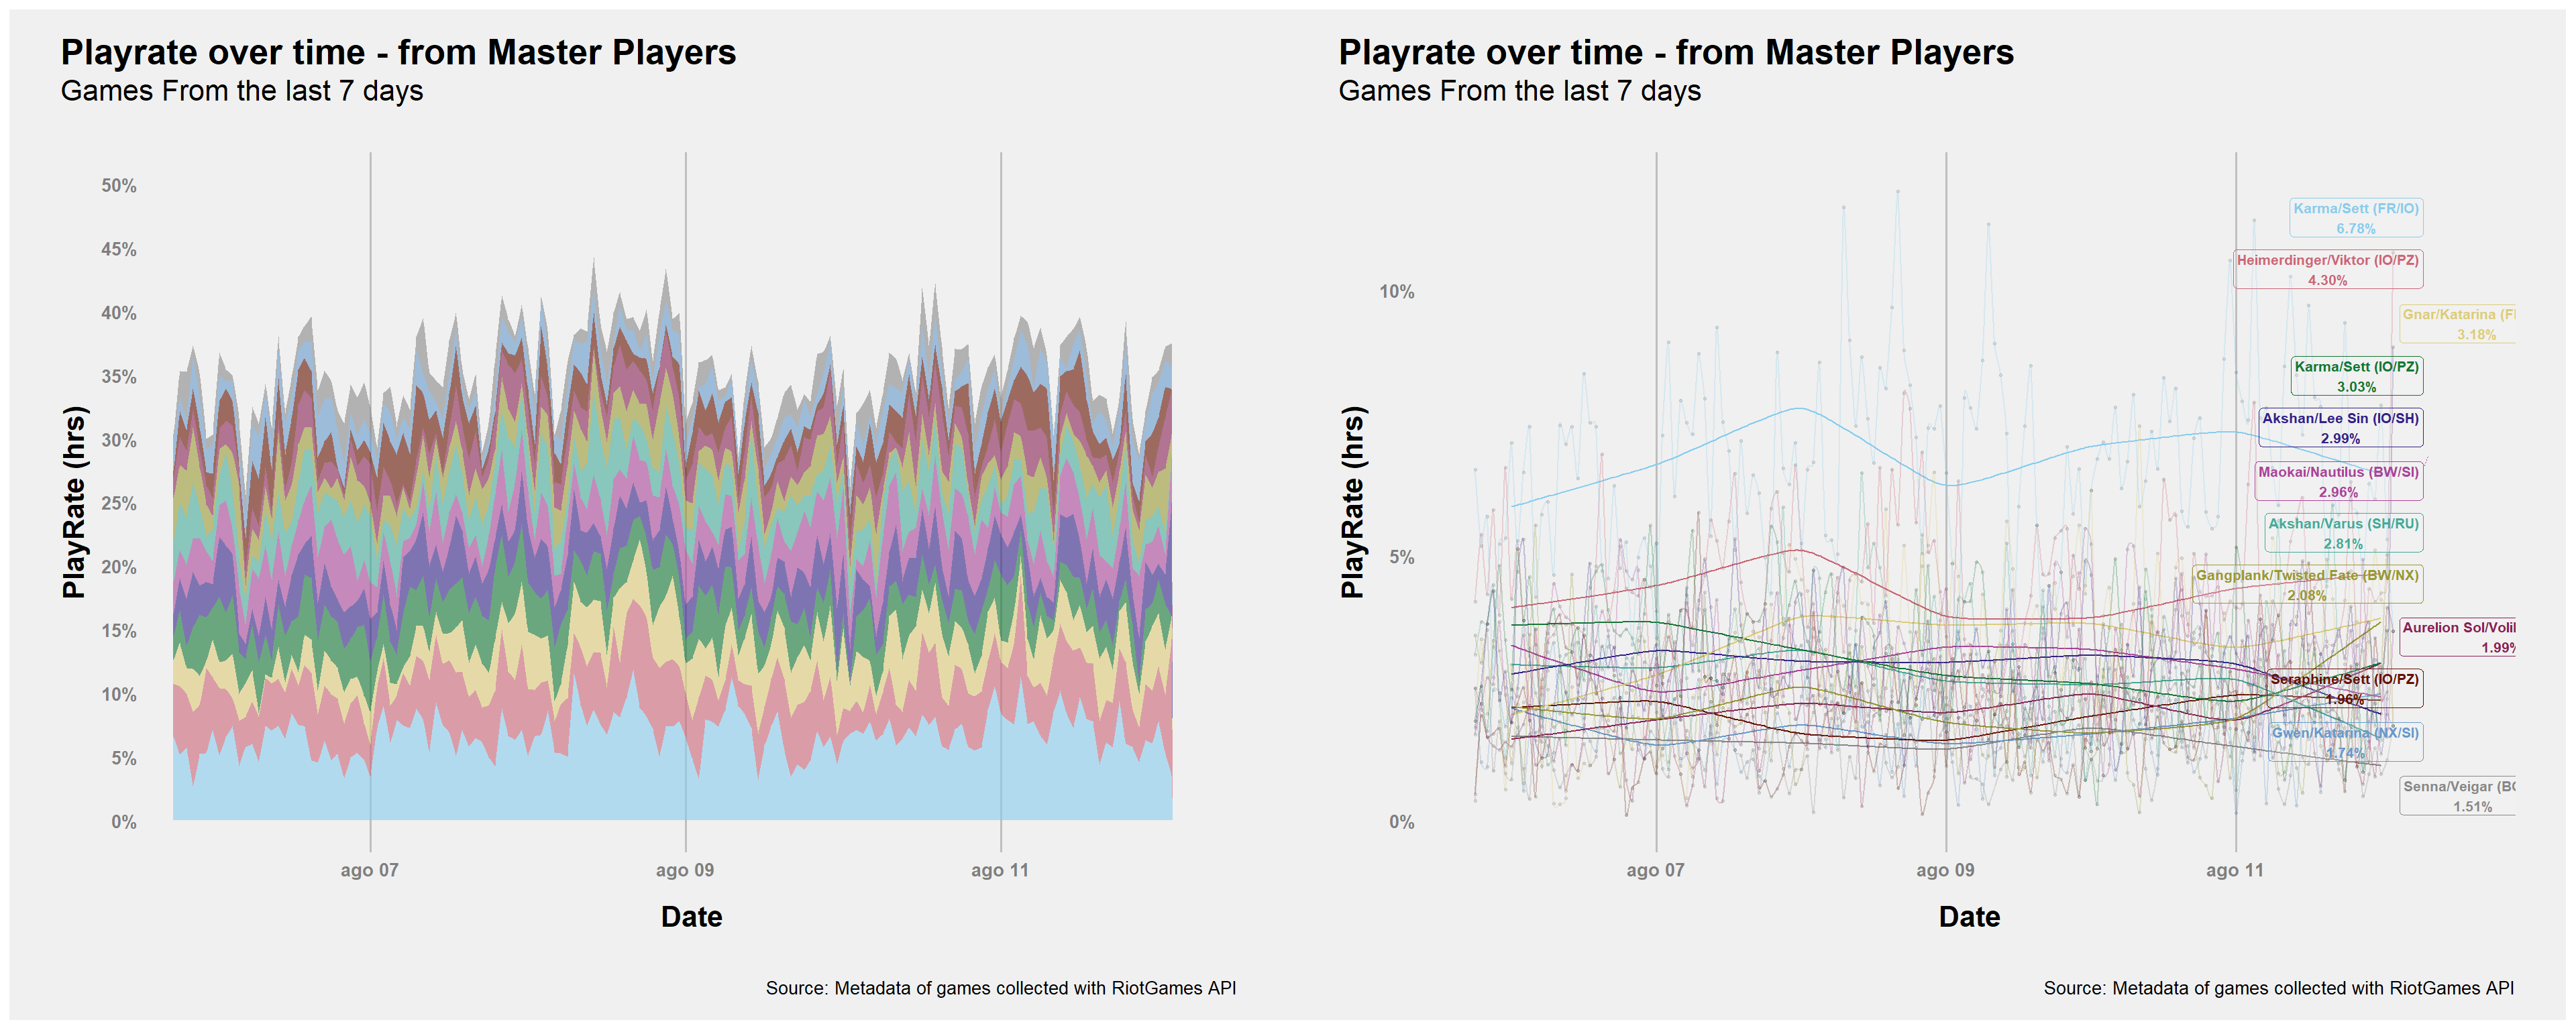 Playrate over time - from Master Players
Games From the last 7 days
50%
45%
40%
35%
30%
25%
20%
15%
10%
5%
0%
PlayRate (hrs)
ago 07
ago 09
ago 11
Date
Source: Metadata of games collected with RiotGames API
Playrate over time - from Master Players
Games From the last 7 days
10%
5%
0%
PlayRate (hrs)
Karma/Sett (FR/IO)
6.78%
Heimerdinger/Viktor (IO/PZ)
4.30%
Gnar/Katarina (F
3.18%
Karma/Sett (IO/PZ)
3.03%
Akshan/Lee Sin (IO/SH)
2.99%
Maokai/Nautilus (BW/SI)
2.96%
Akshan/Varus (SH/RU)
2.81%
Gangplank/Twisted Fate (BW/NX)
2.08%
Aurelion Sol/Voli
1.99%
Seraphine/Sett (IO/PZ)
1.96%
Gwen/Katarina (NX/SI)
1.74%
Senna/Veigar (BC
1.51%
ago 07
ago 09
ago 11
Date
Source: Metadata of games collected with RiotGames API